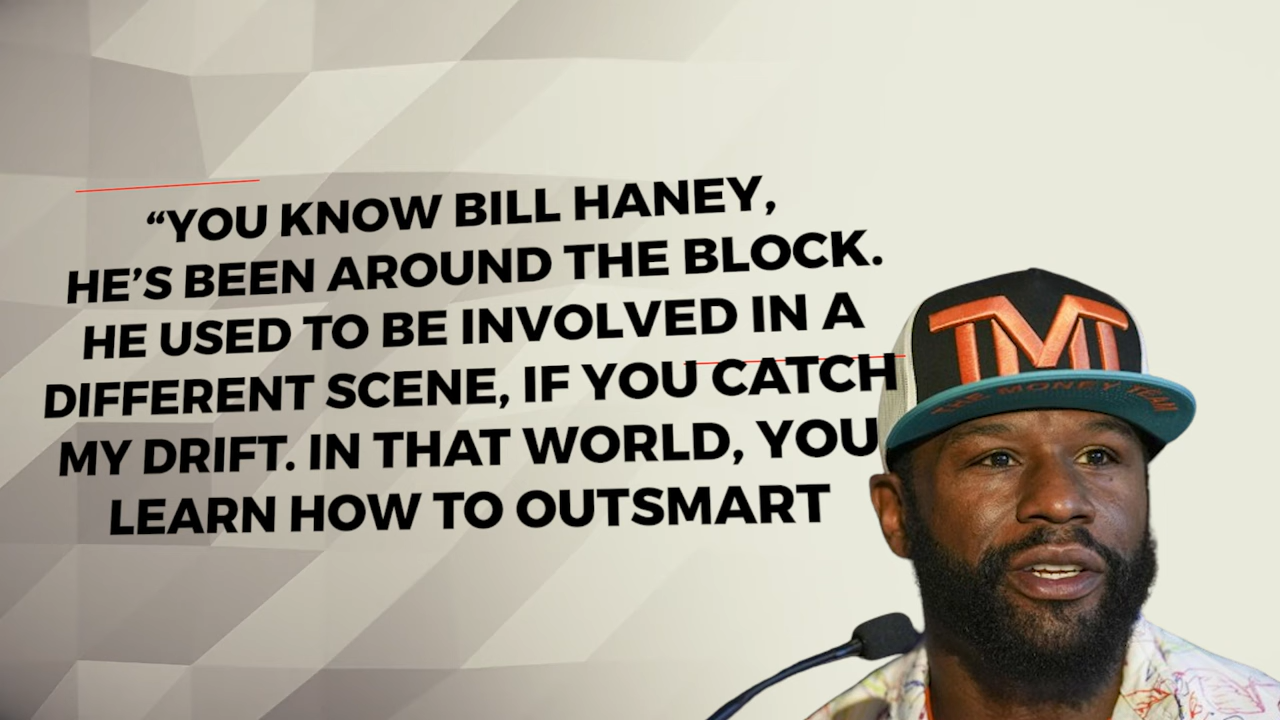 “YOU KNOW BILL HANEY,
HE’S BEEN AROUND THE BLOCK.
HE USED TO BE INVOLVED IN A
DIFFERENT SCENE, IF YOU CATCH
MY DRIFT. IN THAT WORLD, YOU
LEARN HOW TO OUTSMART
TMT
THE MONEY TEAM